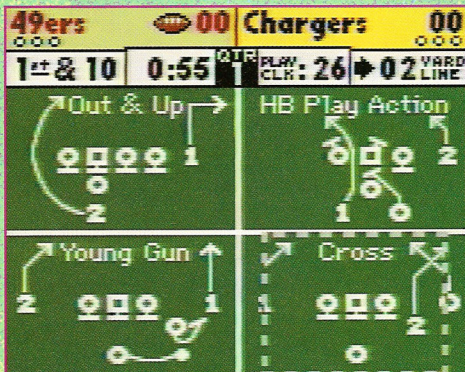 49ers 00 Chargers 00
1st & 10 0:55 QTR 1 PLAY CLK: 26 02 YARD LINE
Out & Up HB Play Action
1 2
2 1
Young Gun Cross
2 1 1
2